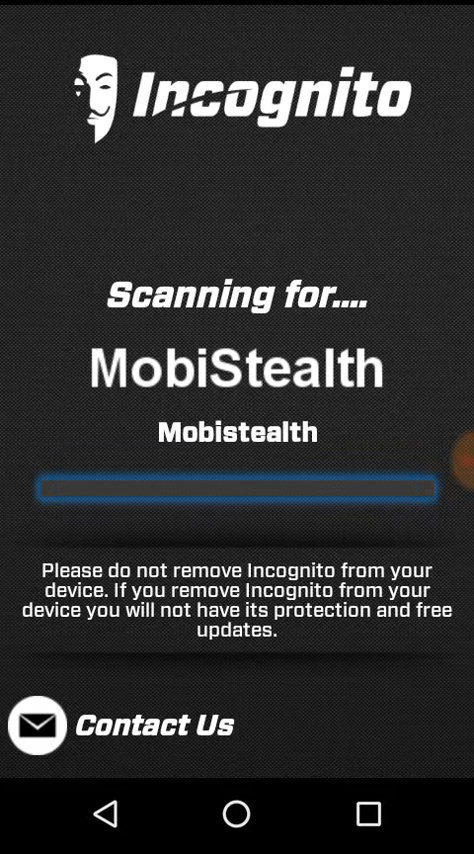 Incognito
Scanning for....
MobiStealth
Mobistealth
Please do not remove Incognito from your
device. If you remove Incognito from your
device you will not have its protection and free
updates.
Contact Us